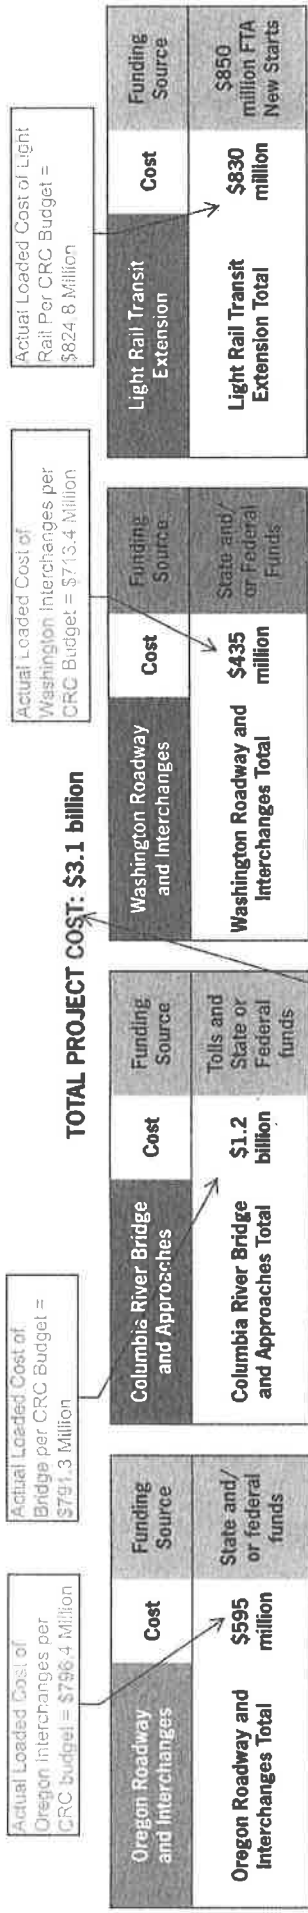 Actual Loaded Cost of
Oregon Interchanges per
CRC budget = $796.4 Million
Actual Loaded Cost of
Bridge per CRC Budget =
$791.3 Million
TOTAL PROJECT COST: $3.1 billion
Actual Loaded Cost of
Washington Interchanges per
CRC Budget = $713.4 Million
Actual Loaded Cost of Light
Rail Per CRC Budget =
$824.8 Million
Oregon Roadway
and Interchanges
Cost
Funding
Source
Oregon Roadway and
Interchanges Total
$595
million
State and/
or federal
funds
Columbia River Bridge
and Approaches
Cost
Funding
Source
Columbia River Bridge
and Approaches Total
$1.2
billion
Tolls and
State or
Federal
funds
Washington Roadway
and Interchanges
Cost
Funding
Source
Washington Roadway and
Interchanges Total
$435
million
State and/
or Federal
Funds
Light Rail Transit
Extension
Cost
Funding
Source
Light Rail Transit
Extension Total
$830
million
$850
million FTA
New Starts